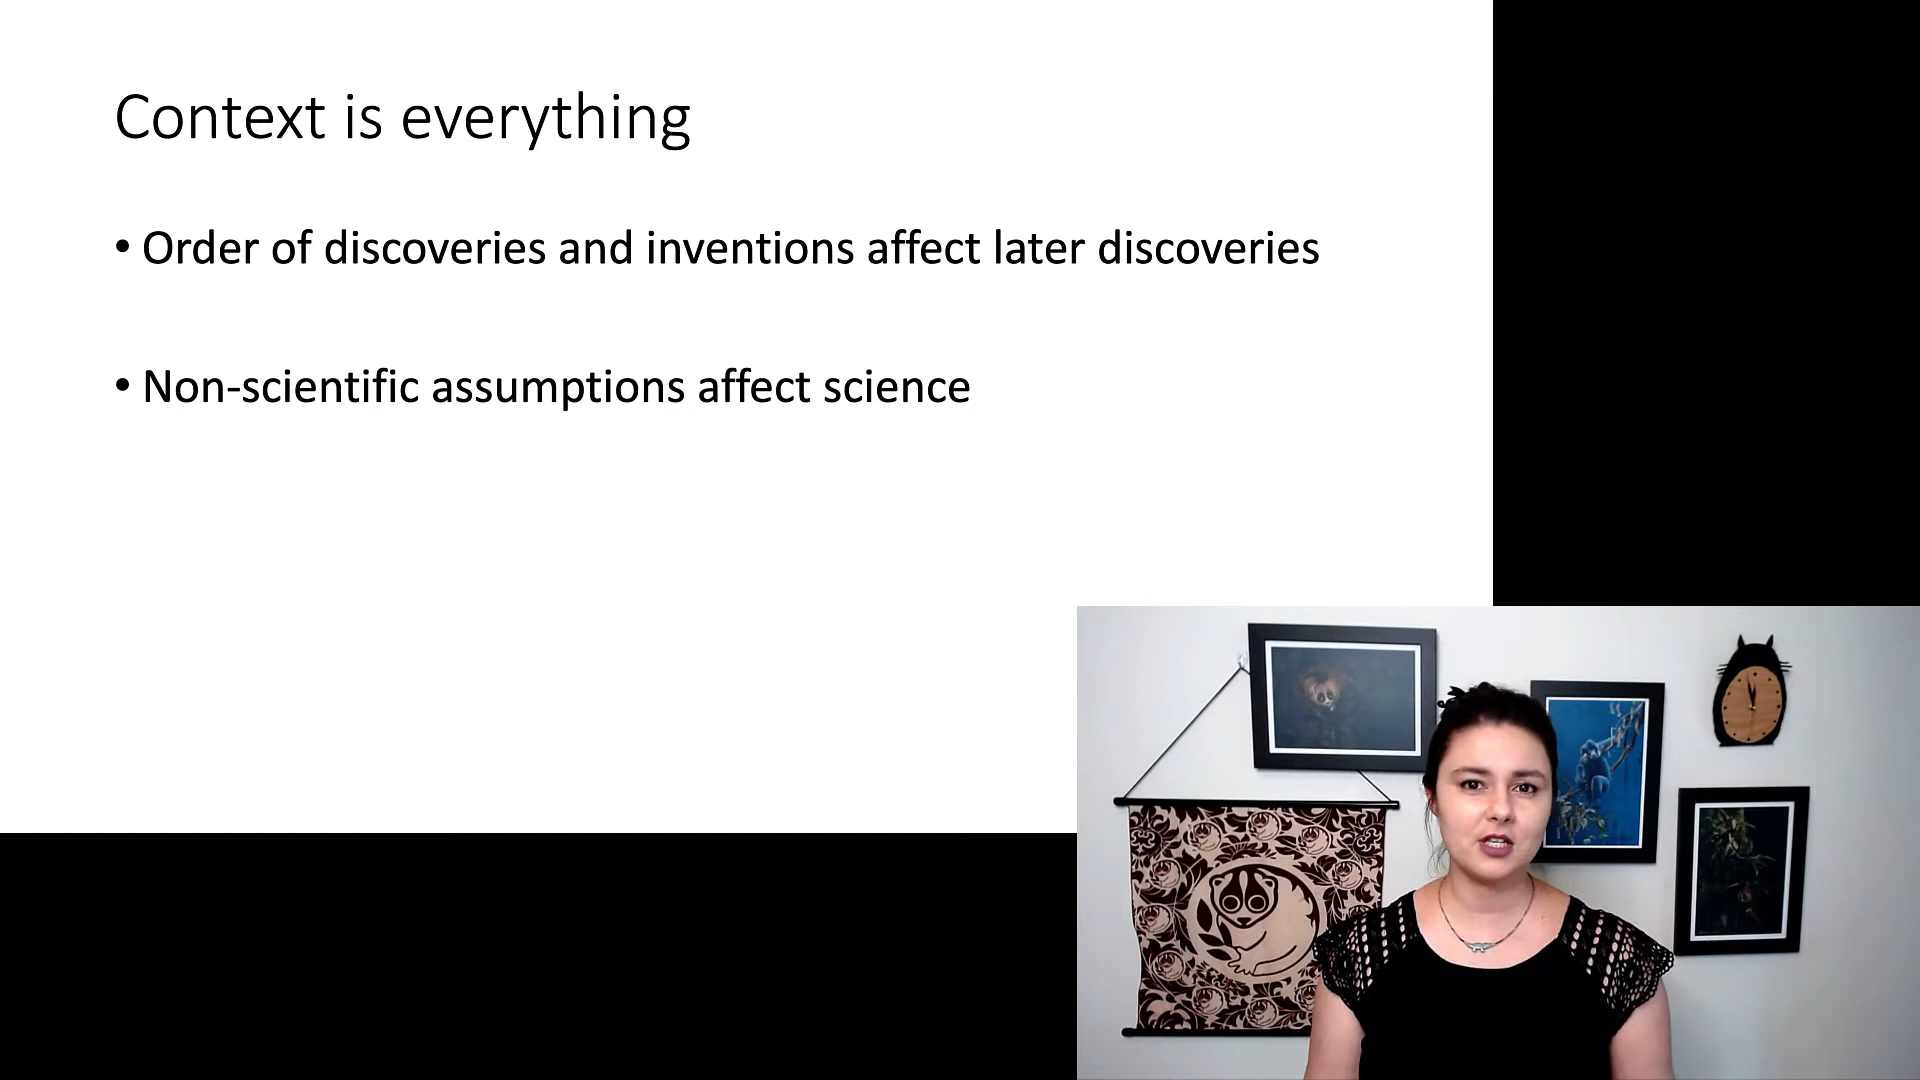 Context is everything
• Order of discoveries and inventions affect later discoveries
• Non-scientific assumptions affect science